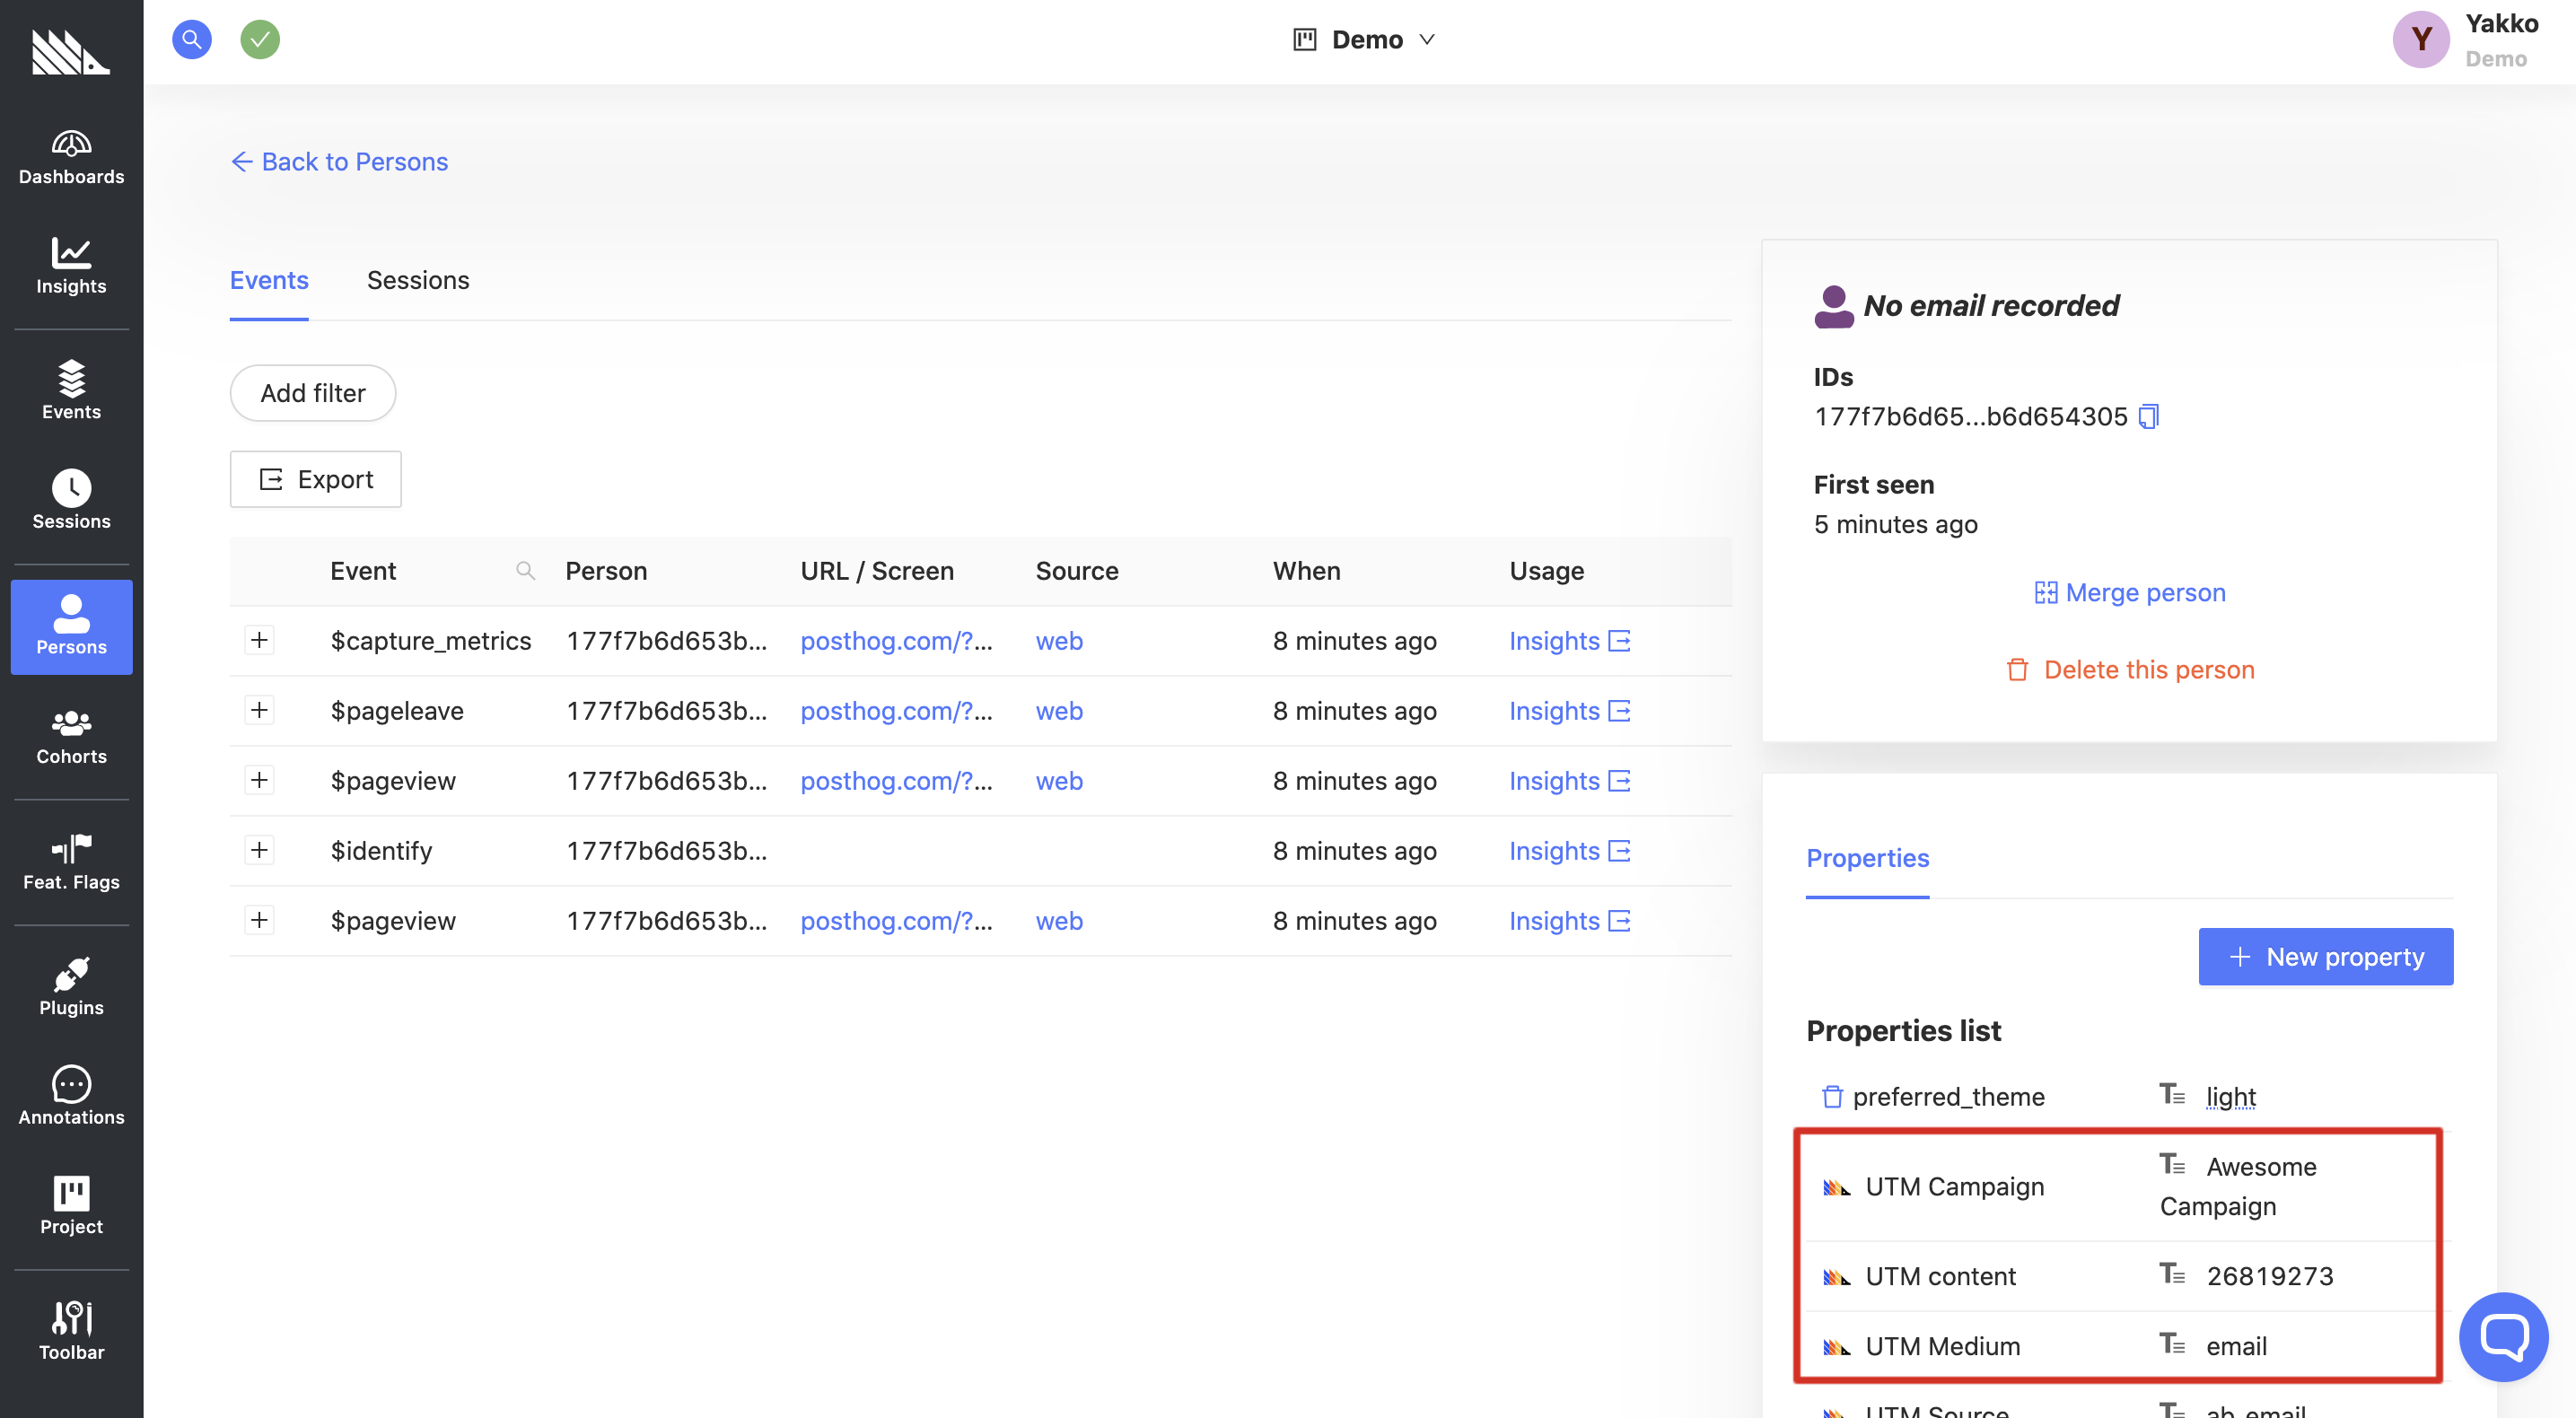 Demo
Y
Yakko
Demo
Dashboards
Insights
Events
Sessions
Persons
Cohorts
Feat. Flags
Plugins
Annotations
Project
Toolbar
Back to Persons
Events Sessions
Add filter
Export
Event Person URL / Screen Source When Usage
$capture_metrics 177f7b6d653b... posthog.com/?... web 8 minutes ago Insights
$pageleave 177f7b6d653b... posthog.com/?... web 8 minutes ago Insights
$pageview 177f7b6d653b... posthog.com/?... web 8 minutes ago Insights
$identify 177f7b6d653b... 8 minutes ago Insights
$pageview 177f7b6d653b... posthog.com/?... web 8 minutes ago Insights
No email recorded
IDs
177f7b6d65...b6d654305
First seen
5 minutes ago
Merge person
Delete this person
Properties
New property
Properties list
preferred_theme light
UTM Campaign Awesome
Campaign
UTM content 26819273
UTM Medium email
UTM Source ab_email